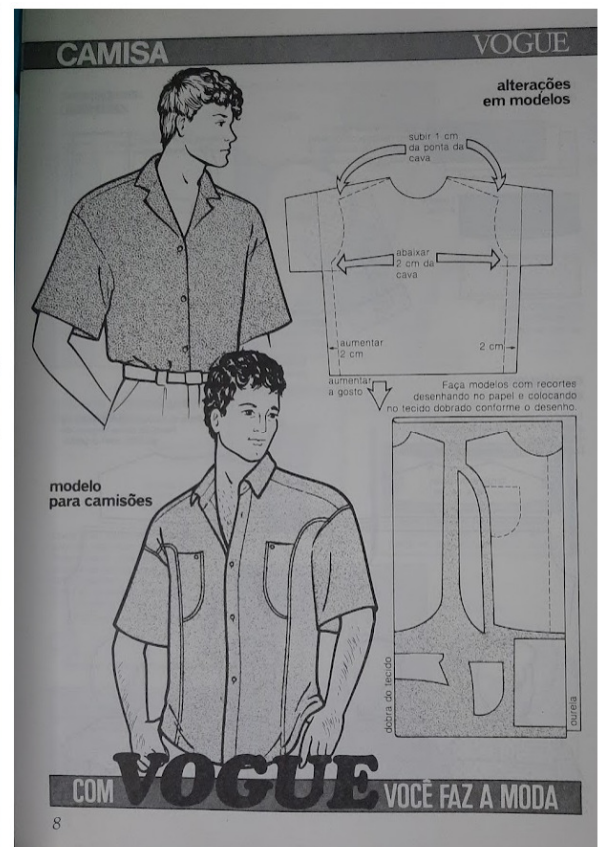 CAMISA
VOGUE
alterações
em modelos
subir 1 cm
da ponta da
cava
abaixar
2 cm da
cava
aumentar
2 cm
2 cm
aumentar
a gosto
Faça modelos com recortes
desenhando no papel e colocando
no tecido dobrado conforme o desenho.
modelo
para camisões
dobra do tecido
ourela
COM VOGUE VOCÊ FAZ A MODA
8